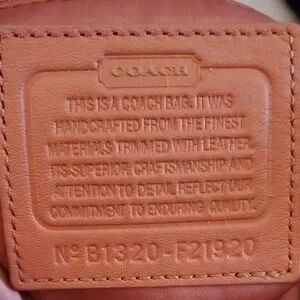 COACH
THIS IS A COACH BAG. IT WAS
HANDCRAFTED FROM THE FINEST
MATERIALS TRIMMED WITH LEATHER.
ITS SUPERIOR CRAFTSMANSHIP AND
ATTENTION TO DETAIL REFLECT OUR
COMMITMENT TO ENDURING QUALITY.
Nº B1320-F21920